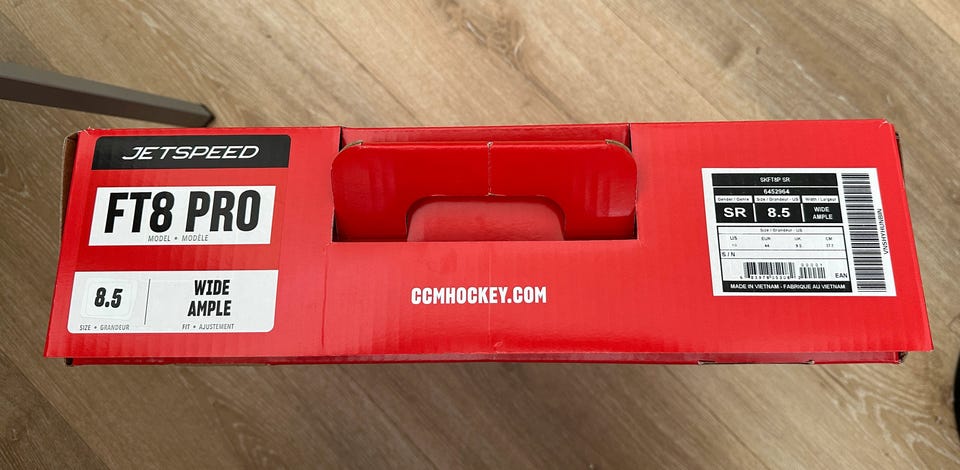 JETSPEED
FT8 PRO
MODEL • MODÈLE
8.5
WIDE
AMPLE
SIZE • GRANDEUR
FIT • AJUSTEMENT
CCMHOCKEY.COM
SKFT8P SR
6452964
Gender / Genre Size / Grandeur - US Width / Largeur
SR 8.5 WIDE
AMPLE
Size / Grandeur - US
US EUR UK CM
S / N
EAN
MADE IN VIETNAM - FABRIQUE AU VIETNAM